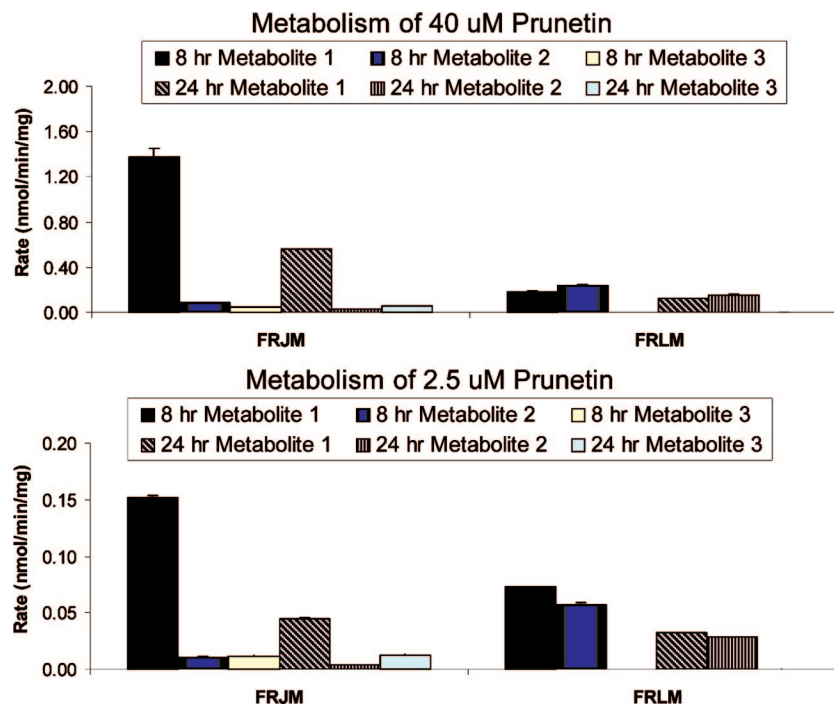 Metabolism of 40 uM Prunetin
8 hr Metabolite 1 8 hr Metabolite 2 8 hr Metabolite 3
24 hr Metabolite 1 24 hr Metabolite 2 24 hr Metabolite 3
Rate (nmol/min/mg)
2.00
1.60
1.20
0.80
0.40
0.00
FRJM FRLM
Metabolism of 2.5 uM Prunetin
8 hr Metabolite 1 8 hr Metabolite 2 8 hr Metabolite 3
24 hr Metabolite 1 24 hr Metabolite 2 24 hr Metabolite 3
Rate (nmol/min/mg)
0.20
0.15
0.10
0.05
0.00
FRJM FRLM